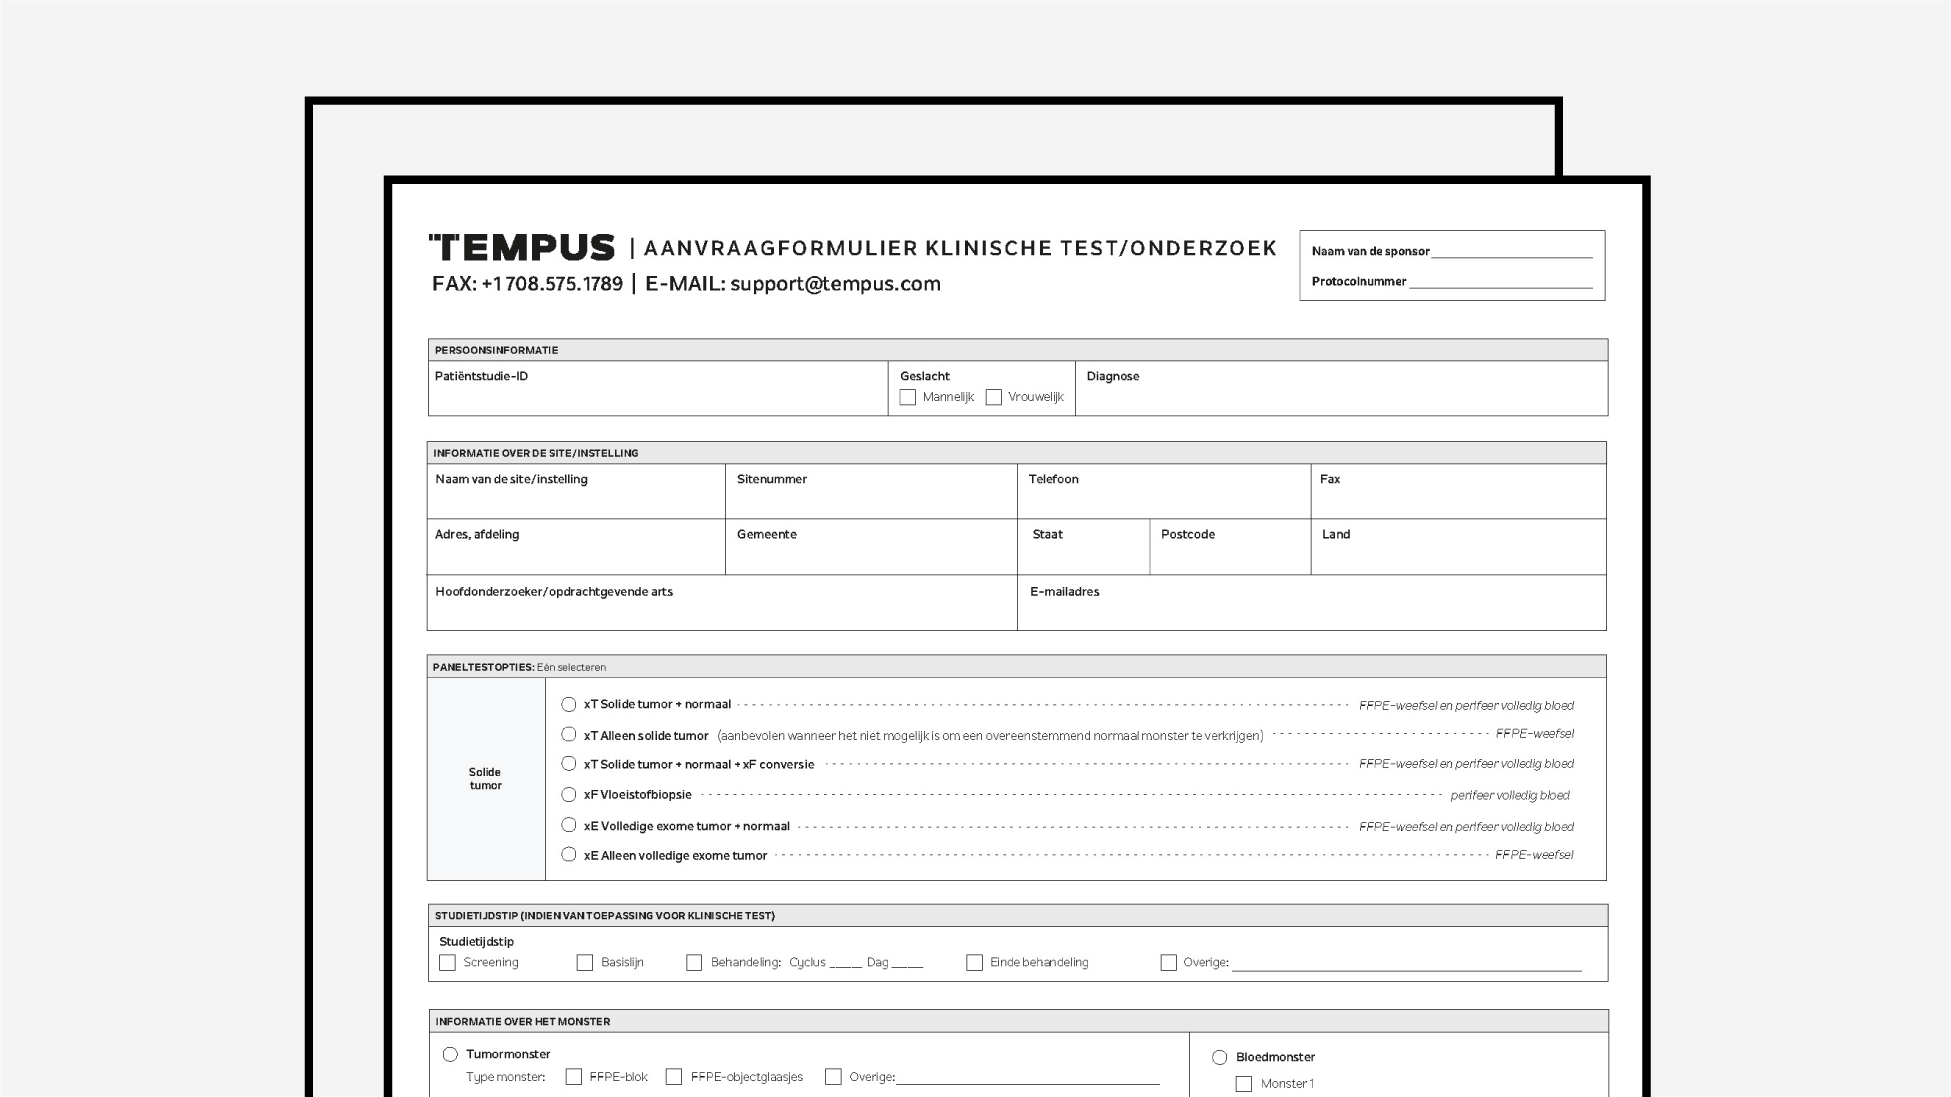 TEMPUS | AANVRAAGFORMULIER KLINISCHE TEST/ONDERZOEK
FAX: +1 708.575.1789 | E-MAIL: support@tempus.com
Naam van de sponsor
Protocolnummer
PERSOONSINFORMATIE
Patiëntstudie-ID
Geslacht
Mannelijk Vrouwelijk
Diagnose
INFORMATIE OVER DE SITE/INSTELLING
Naam van de site/instelling Sitenummer Telefoon Fax
Adres, afdeling Gemeente Staat Postcode Land
Hoofdonderzoeker/opdrachtgevende arts E-mailadres
PANELTESTOPTIES: Eén selecteren
Solide
tumor
xT Solide tumor + normaal FFPE-weefsel en perifeer volledig bloed
xT Alleen solide tumor (aanbevolen wanneer het niet mogelijk is om een overeenstemmend normaal monster te verkrijgen) FFPE-weefsel
xT Solide tumor + normaal + xF conversie FFPE-weefsel en perifeer volledig bloed
xF Vloeistofbiopsie perifeer volledig bloed
xE Volledige exome tumor + normaal FFPE-weefsel en perifeer volledig bloed
xE Alleen volledige exome tumor FFPE-weefsel
STUDIETIJDSTIP (INDIEN VAN TOEPASSING VOOR KLINISCHE TEST)
Studietijdstip
Screening Basislijn Behandeling: Cyclus _____ Dag _____ Einde behandeling Overige:
INFORMATIE OVER HET MONSTER
Tumormonster
Type monster: FFPE-blok FFPE-objectglaasjes Overige:
Bloedmonster
Monster 1